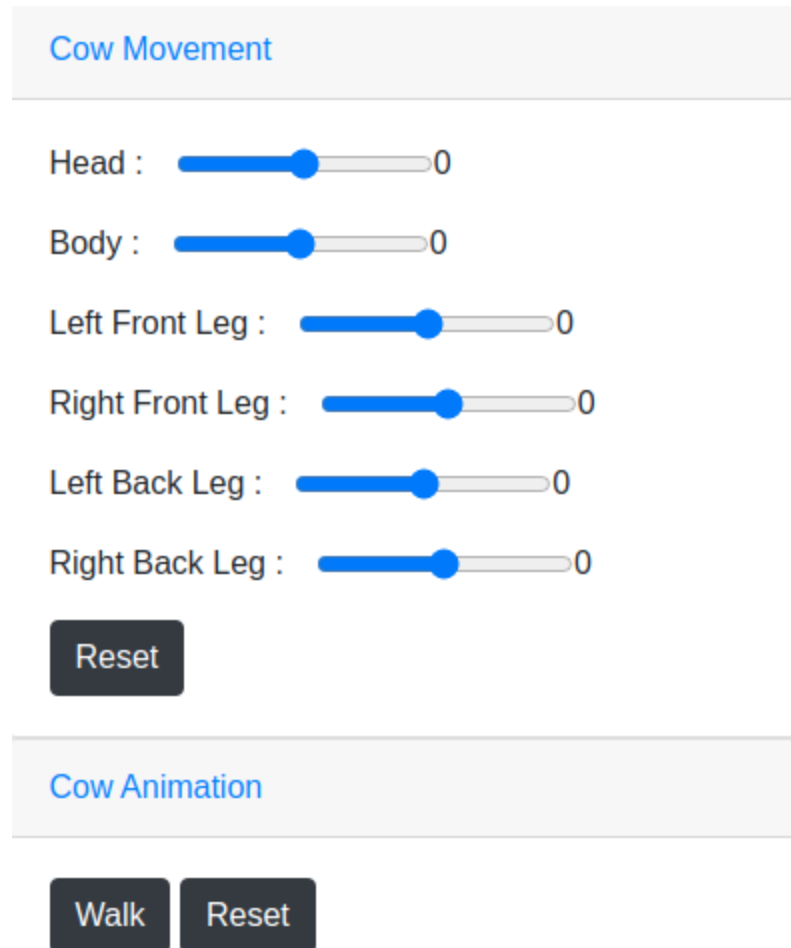 Cow Movement
Head : 0
Body : 0
Left Front Leg : 0
Right Front Leg : 0
Left Back Leg : 0
Right Back Leg : 0
Reset
Cow Animation
Walk Reset